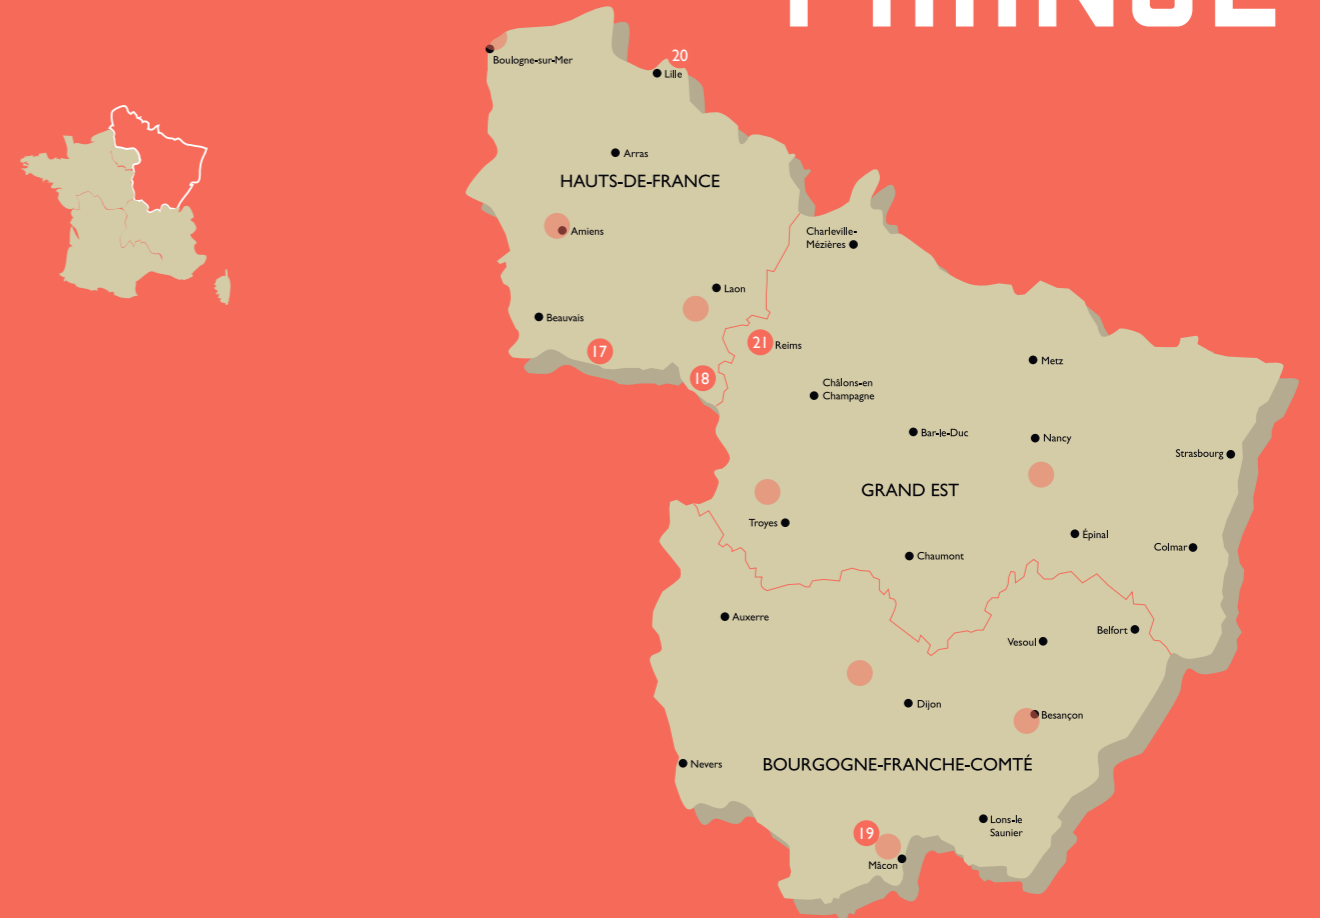 20
Boulogne-sur-Mer
Lille
Arras
HAUTS-DE-FRANCE
Amiens
Charleville-
Mézières
Laon
Beauvais
17
21 Reims
18
Metz
Châlons-en
Champagne
Bar-le-Duc
Nancy
Strasbourg
GRAND EST
Troyes
Épinal
Colmar
Chaumont
Auxerre
Belfort
Vesoul
Dijon
Besançon
Nevers
BOURGOGNE-FRANCHE-COMTÉ
Lons-le
Saunier
19
Mâcon